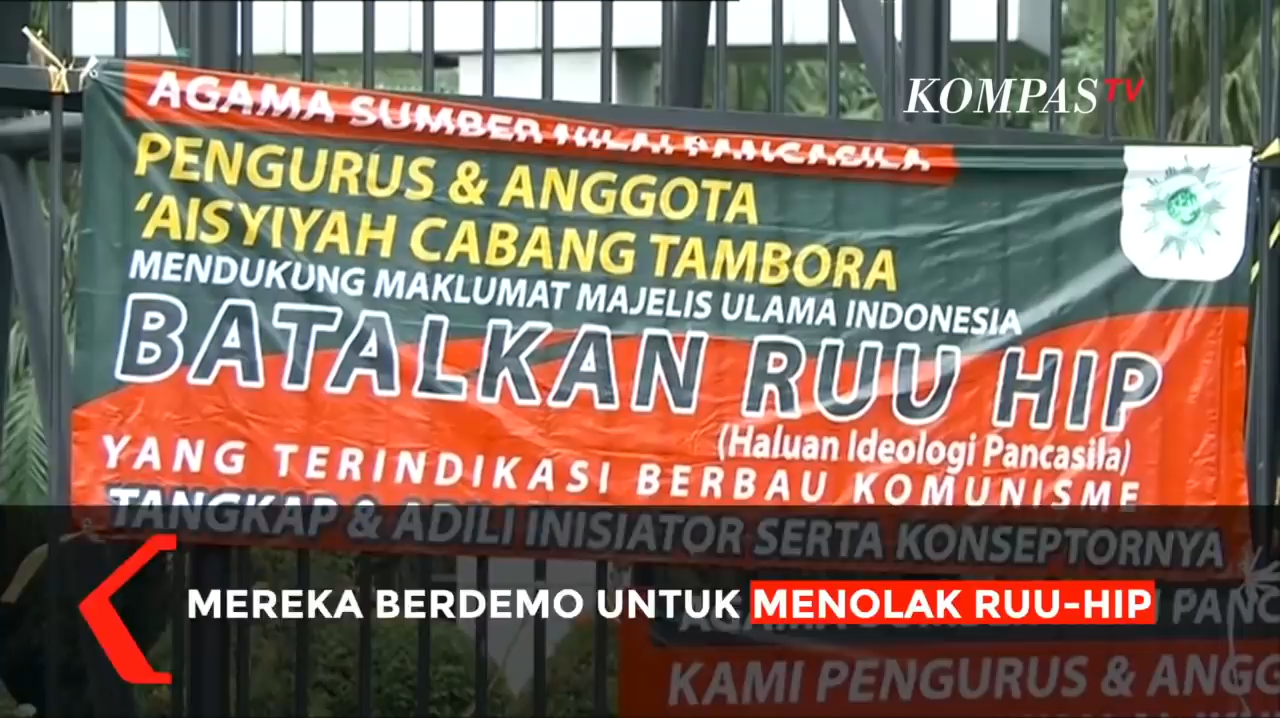 KOMPASTV
AGAMA SUMBER NILAI PANCASILA
PENGURUS & ANGGOTA
'AISYIYAH CABANG TAMBORA
MENDUKUNG MAKLUMAT MAJELIS ULAMA INDONESIA
BATALKAN RUU HIP
(Haluan Ideologi Pancasila)
YANG TERINDIKASI BERBAU KOMUNISME
TANGKAP & ADILI INISIATOR SERTA KONSEPTORNYA
MEREKA BERDEMO UNTUK MENOLAK RUU-HIP
KAMI PENGURUS & ANGG